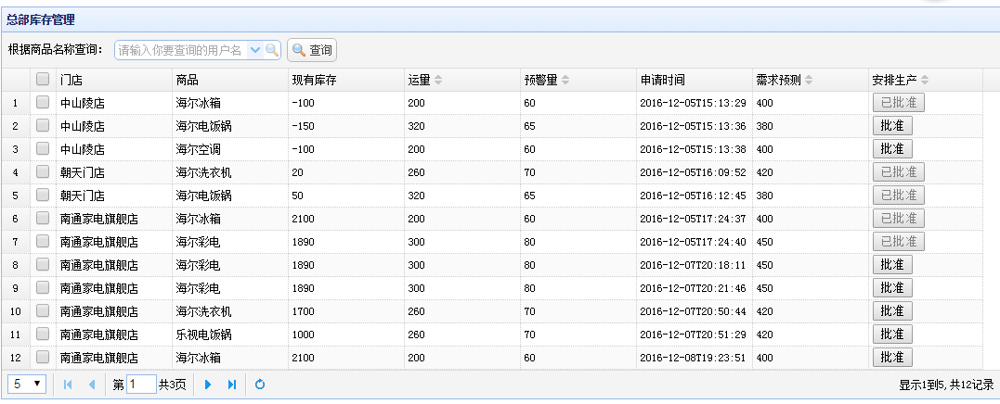 总部库存管理
根据商品名称查询： 请输入你要查询的用户名 查询
门店 商品 现有库存 运量 预警量 申请时间 需求预测 安排生产
1 中山陵店 海尔冰箱 -100 200 60 2016-12-05T15:13:29 400 已批准
2 中山陵店 海尔电饭锅 -150 320 65 2016-12-05T15:13:36 380 批准
3 中山陵店 海尔空调 -100 200 60 2016-12-05T15:13:38 400 批准
4 朝天门店 海尔洗衣机 20 260 70 2016-12-05T16:09:52 420 已批准
5 朝天门店 海尔电饭锅 50 320 65 2016-12-05T16:12:45 380 已批准
6 南通家电旗舰店 海尔冰箱 2100 200 60 2016-12-05T17:24:37 400 已批准
7 南通家电旗舰店 海尔彩电 1890 300 80 2016-12-05T17:24:40 450 已批准
8 南通家电旗舰店 海尔彩电 1890 300 80 2016-12-07T20:18:11 450 批准
9 南通家电旗舰店 海尔彩电 1890 300 80 2016-12-07T20:21:46 450 批准
10 南通家电旗舰店 海尔洗衣机 1700 260 70 2016-12-07T20:50:44 420 批准
11 南通家电旗舰店 乐视电饭锅 1000 260 70 2016-12-07T20:51:29 420 批准
12 南通家电旗舰店 海尔冰箱 2100 200 60 2016-12-08T19:23:51 400 批准
5 第 1 共3页 显示1到5, 共12记录